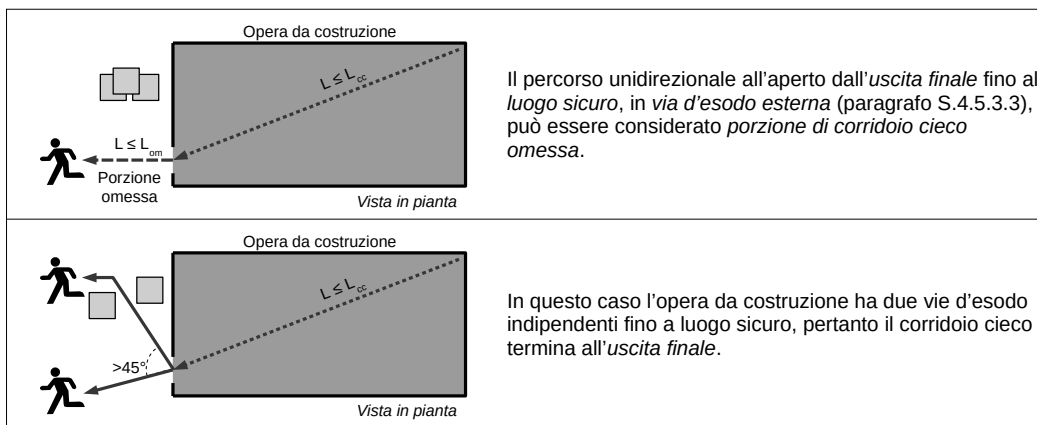 Opera da costruzione
L ≤ Lcc
L ≤ Lom
Porzione
omessa
Vista in pianta
Il percorso unidirezionale all'aperto dall'uscita finale fino al
luogo sicuro, in via d'esodo esterna (paragrafo S.4.5.3.3),
può essere considerato porzione di corridoio cieco
omessa.
Opera da costruzione
L ≤ Lcc
>45°
Vista in pianta
In questo caso l'opera da costruzione ha due vie d'esodo
indipendenti fino a luogo sicuro, pertanto il corridoio cieco
termina all'uscita finale.